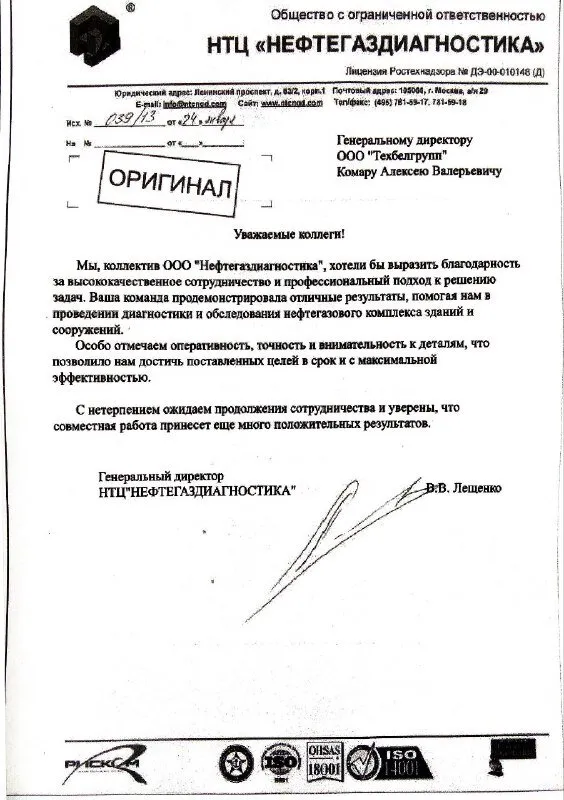 ®
Общество с ограниченной ответственностью
НТЦ «НЕФТЕГАЗДИАГНОСТИКА»
Лицензия Ростехнадзора № ДЭ-00-010148 (Д)
Юридический адрес: Ленинский проспект, д. 63/2, корп.1 Почтовый адрес: 105066, г. Москва, а/я 29
E-mail: info@ntcngd.com Сайт: www.ntcngd.com Тел/факс: (495) 781-59-17, 781-59-18
Исх. № 039/13 от «24» января
На № от « »
Генеральному директору
ООО "Техбелгрупп"
Комару Алексею Валерьевичу
ОРИГИНАЛ
Уважаемые коллеги!
Мы, коллектив ООО "Нефтегаздиагностика", хотели бы выразить благодарность
за высококачественное сотрудничество и профессиональный подход к решению
задач. Ваша команда продемонстрировала отличные результаты, помогая нам в
проведении диагностики и обследования нефтегазового комплекса зданий и
сооружений.
Особо отмечаем оперативность, точность и внимательность к деталям, что
позволило нам достичь поставленных целей в срок и с максимальной
эффективностью.
С нетерпением ожидаем продолжения сотрудничества и уверены, что
совместная работа принесет еще много положительных результатов.
Генеральный директор
НТЦ"НЕФТЕГАЗДИАГНОСТИКА" В.В. Лещенко
РИСКОМ
ISO
9001
OHSAS
18001
ISO
14001